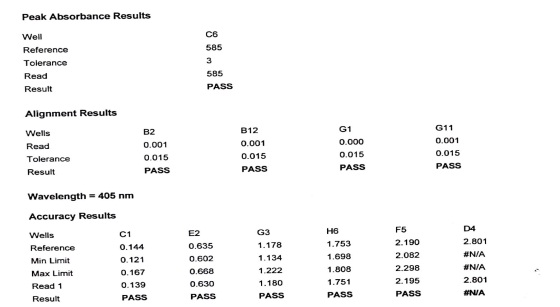 Peak Absorbance Results
Well C6
Reference 585
Tolerance 3
Read 585
Result PASS
Alignment Results
Wells B2 B12 G1 G11
Read 0.001 0.001 0.000 0.001
Tolerance 0.015 0.015 0.015 0.015
Result PASS PASS PASS PASS
Wavelength = 405 nm
Accuracy Results
Wells C1 E2 G3 H6 F5 D4
Reference 0.144 0.635 1.178 1.753 2.190 2.801
Min Limit 0.121 0.602 1.134 1.698 2.082 #N/A
Max Limit 0.167 0.668 1.222 1.808 2.298 #N/A
Read 1 0.139 0.630 1.180 1.751 2.195 2.801
Result PASS PASS PASS PASS PASS #N/A